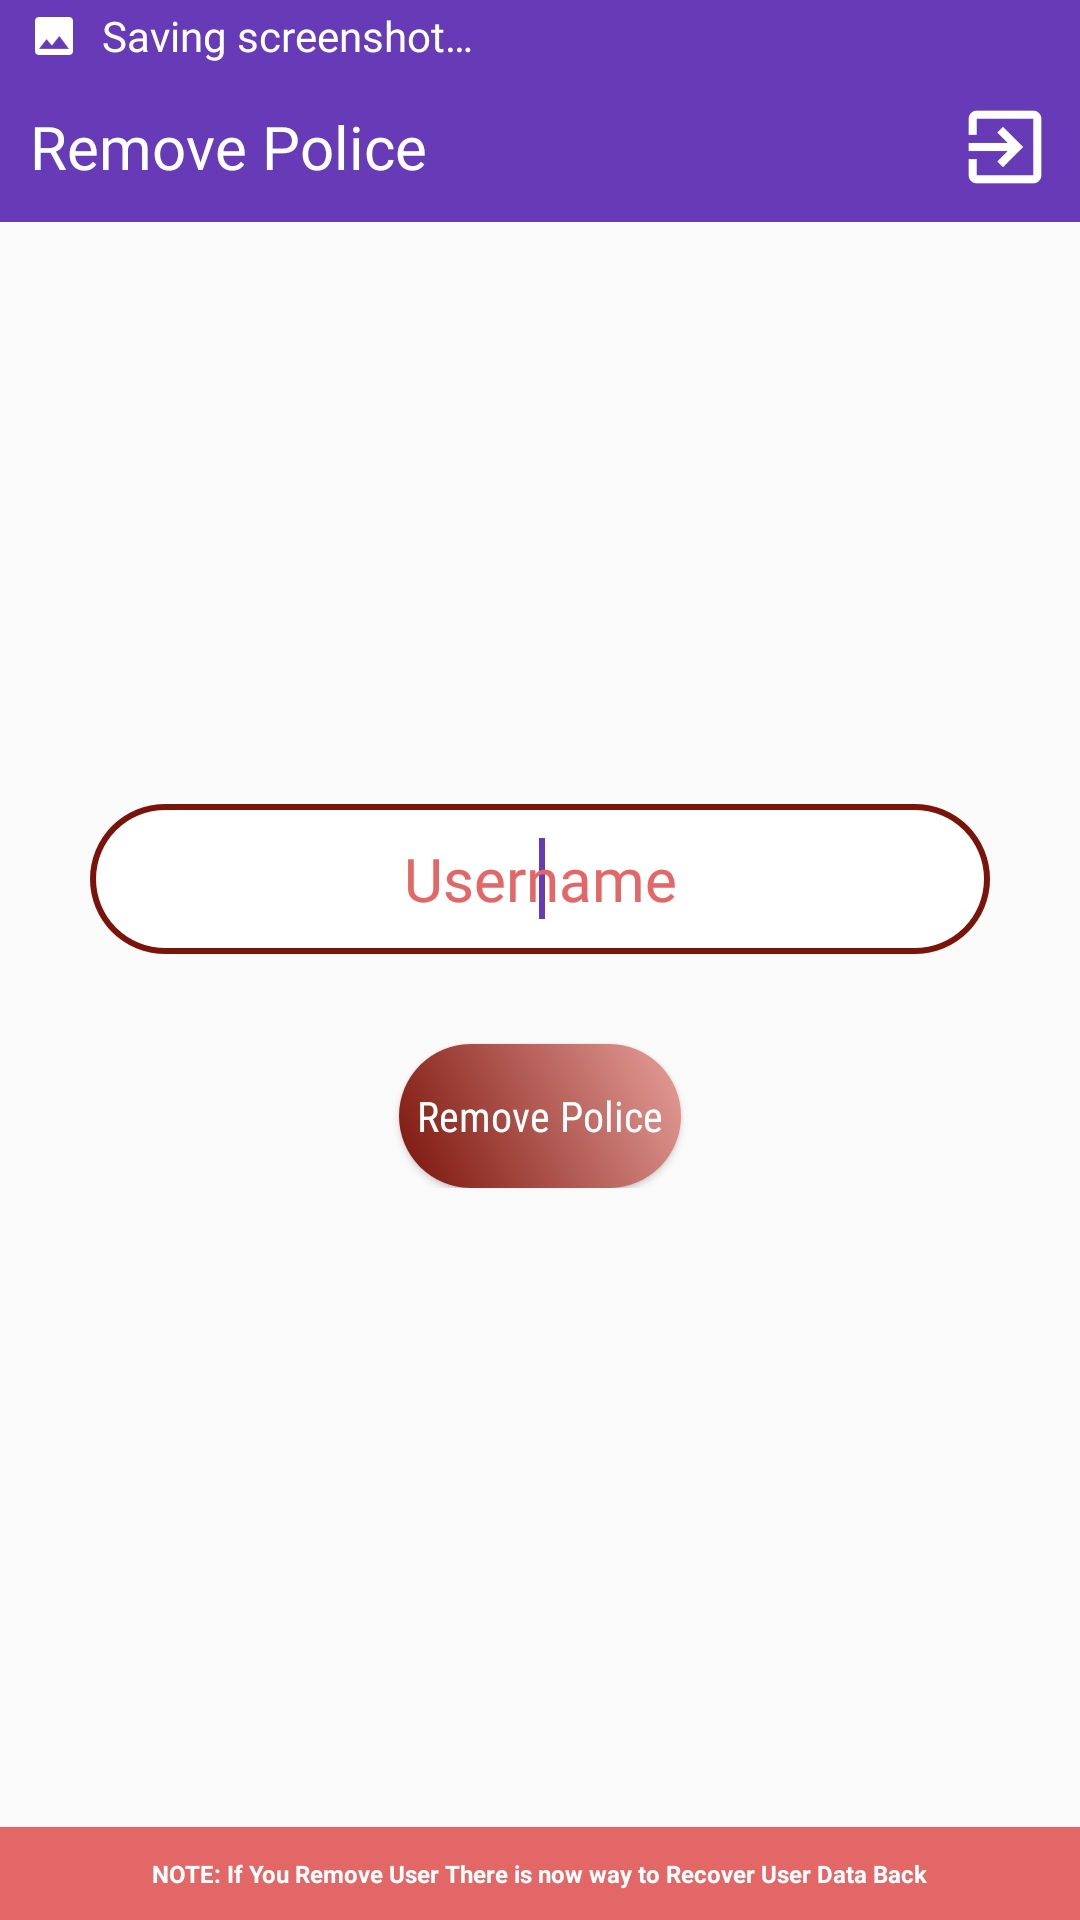 Saving screenshot...
Remove Police
Username
Remove Police
NOTE: If You Remove User There is now way to Recover User Data Back